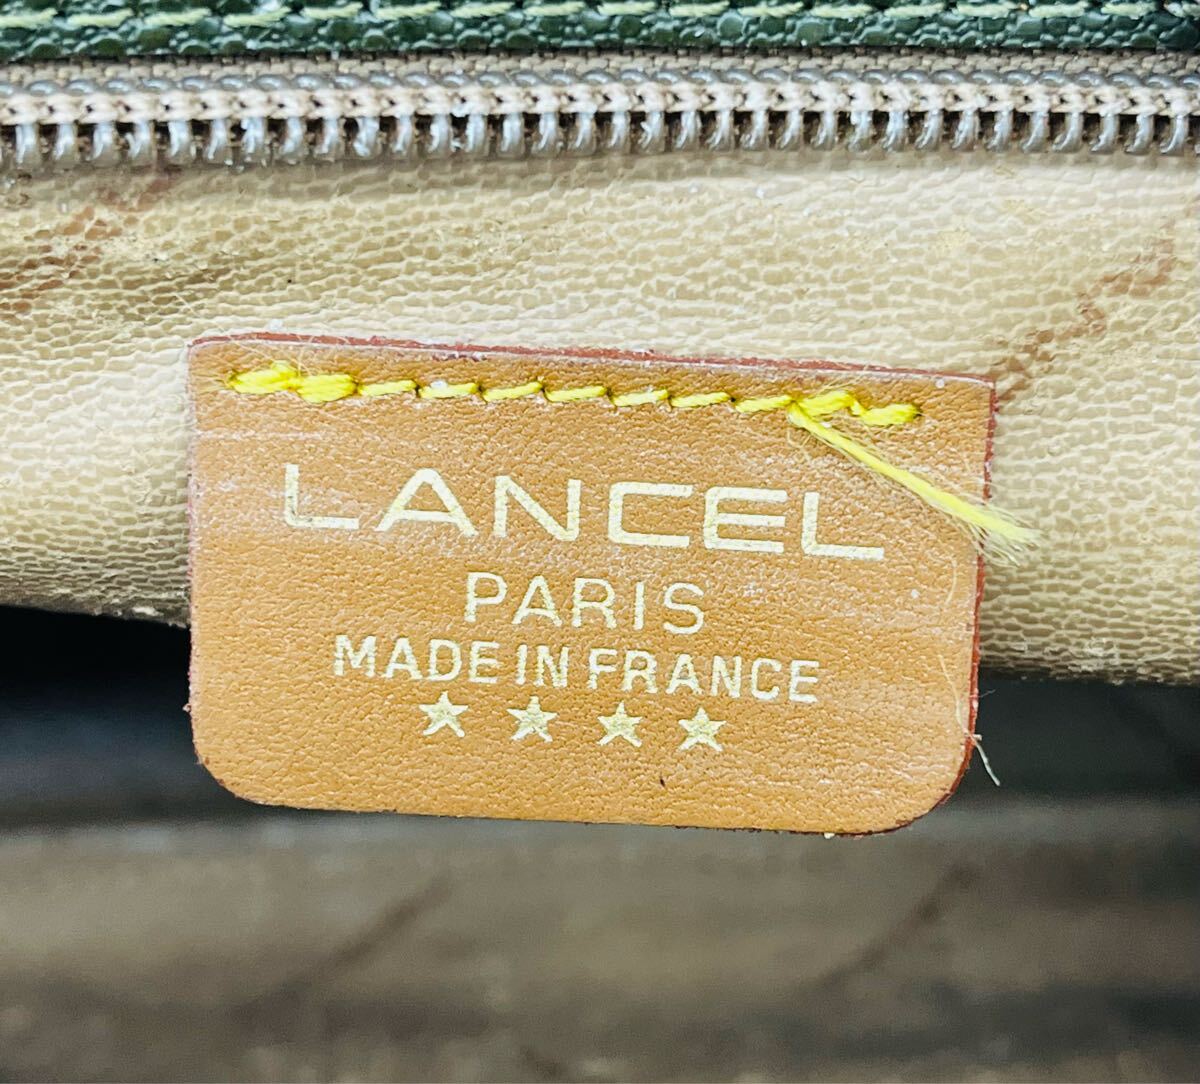 LANCEL
PARIS
MADE IN FRANCE
★ ★ ★ ★